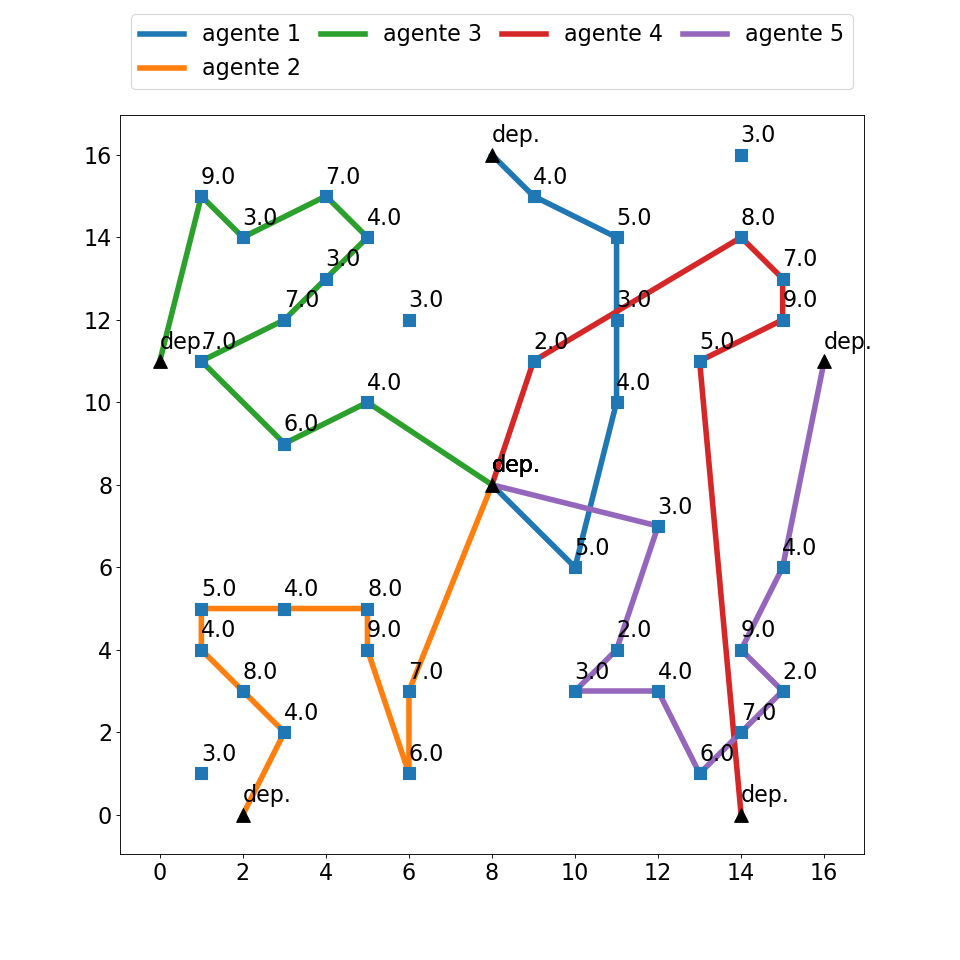 agente 1 agente 3 agente 4 agente 5
agente 2
dep. 3.0
16
9.0 7.0 4.0
3.0 4.0 5.0 8.0
14
3.0 7.0
7.0 3.0 3.0 9.0
12
dep. 7.0 2.0 5.0 dep.
4.0 4.0
10
6.0
dep.
8
3.0
5.0 4.0
6
5.0 4.0 8.0
4.0 9.0 2.0 9.0
4
8.0 7.0 3.0 4.0 2.0
4.0 7.0
2
3.0 6.0 6.0
dep. dep.
0
0 2 4 6 8 10 12 14 16